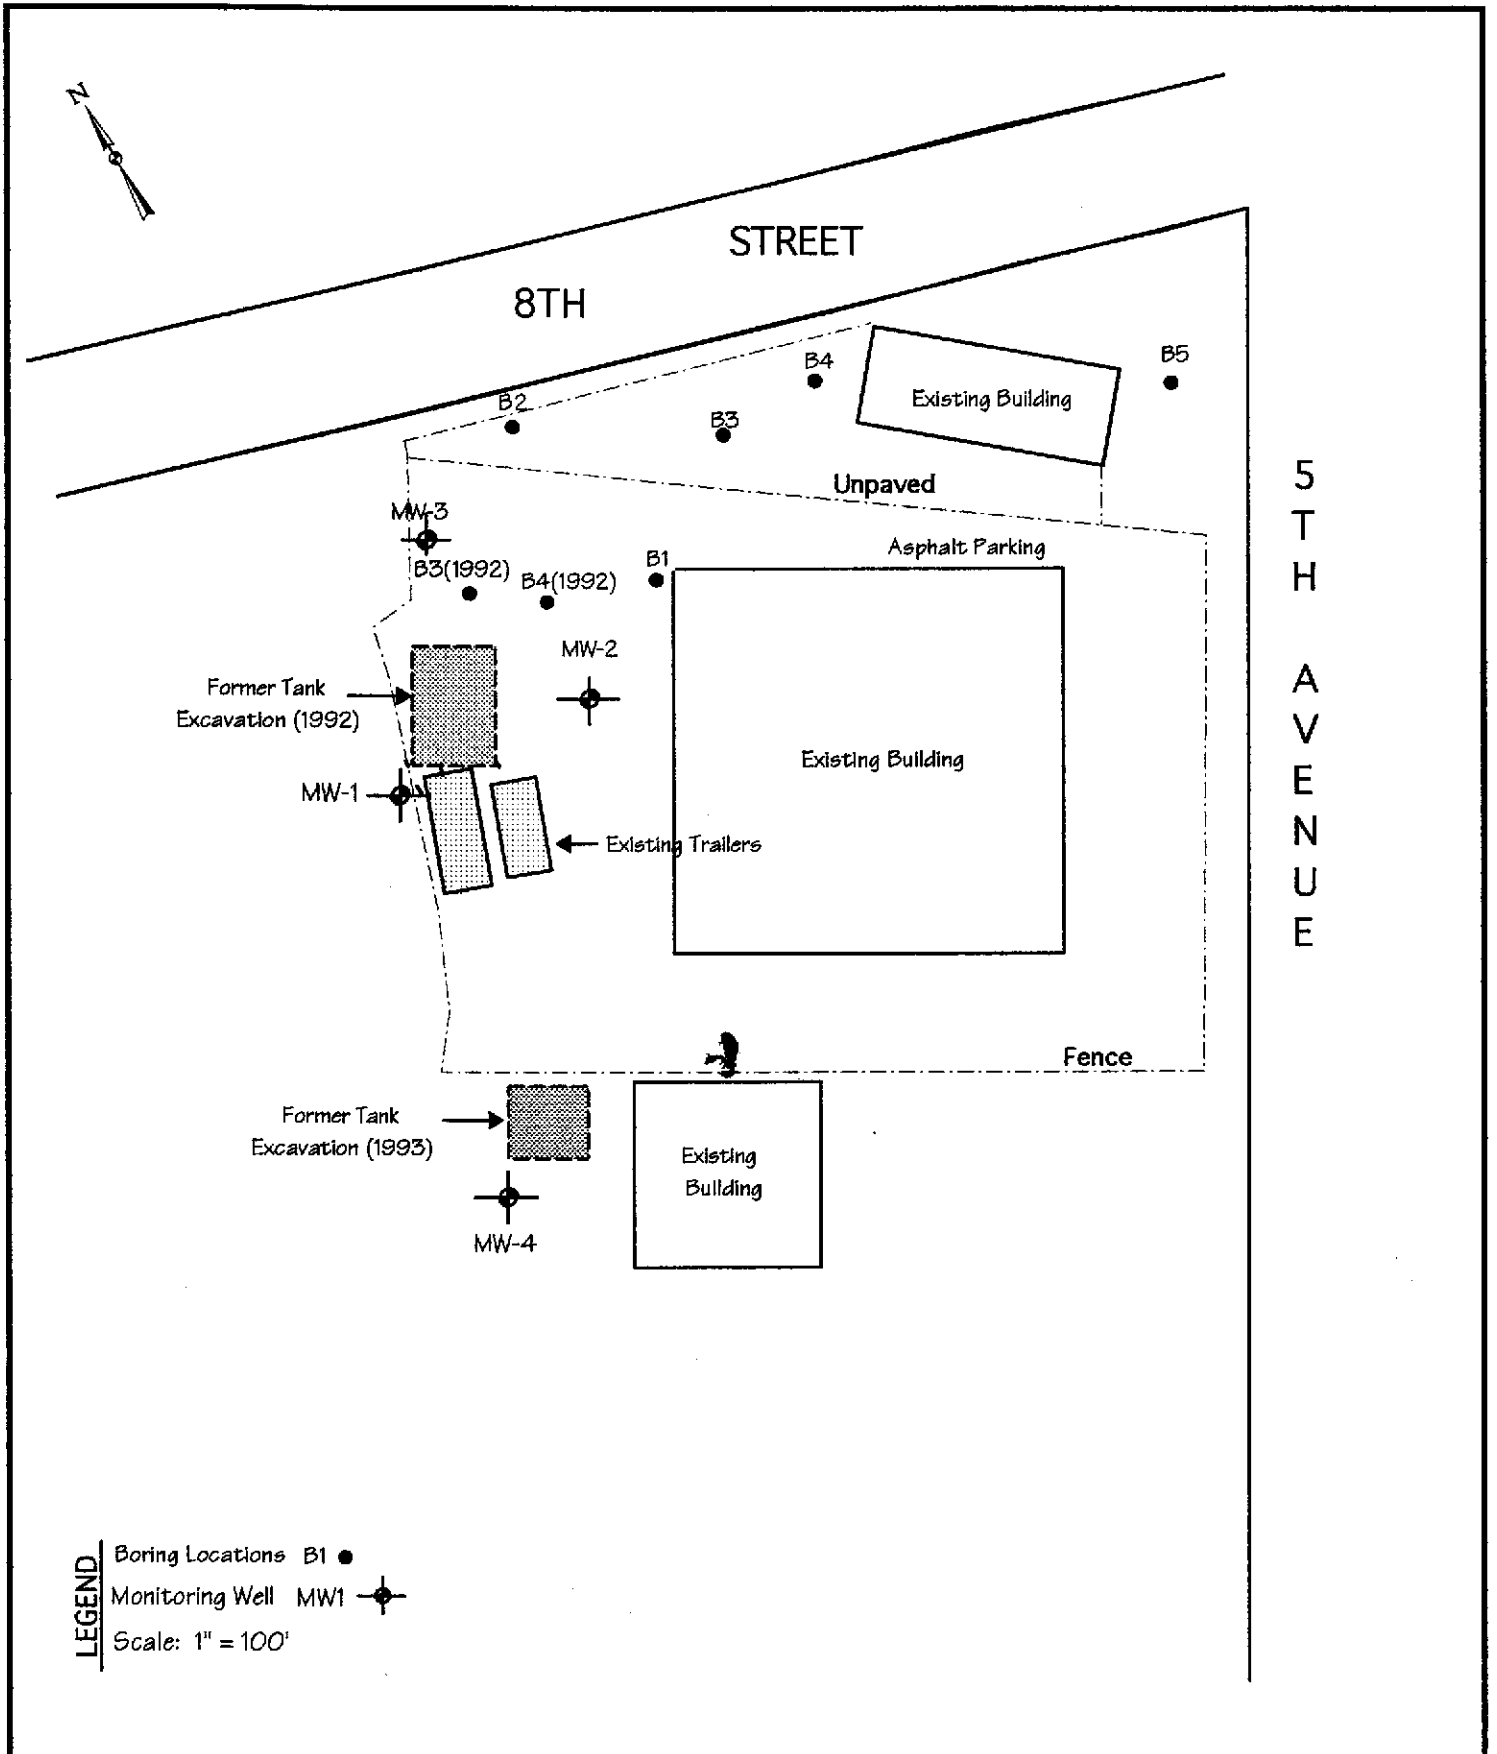 N
STREET
8TH
B4
B5
B2
Existing Building
B3
Unpaved
MW-3
Asphalt Parking
B1
B3(1992)
B4(1992)
MW-2
Former Tank
Excavation (1992)
Existing Building
MW-1
Existing Trailers
5TH AVENUE
Fence
Former Tank
Excavation (1993)
Existing
Building
MW-4
LEGEND
Boring Locations B1
Monitoring Well MW1
Scale: 1" = 100'